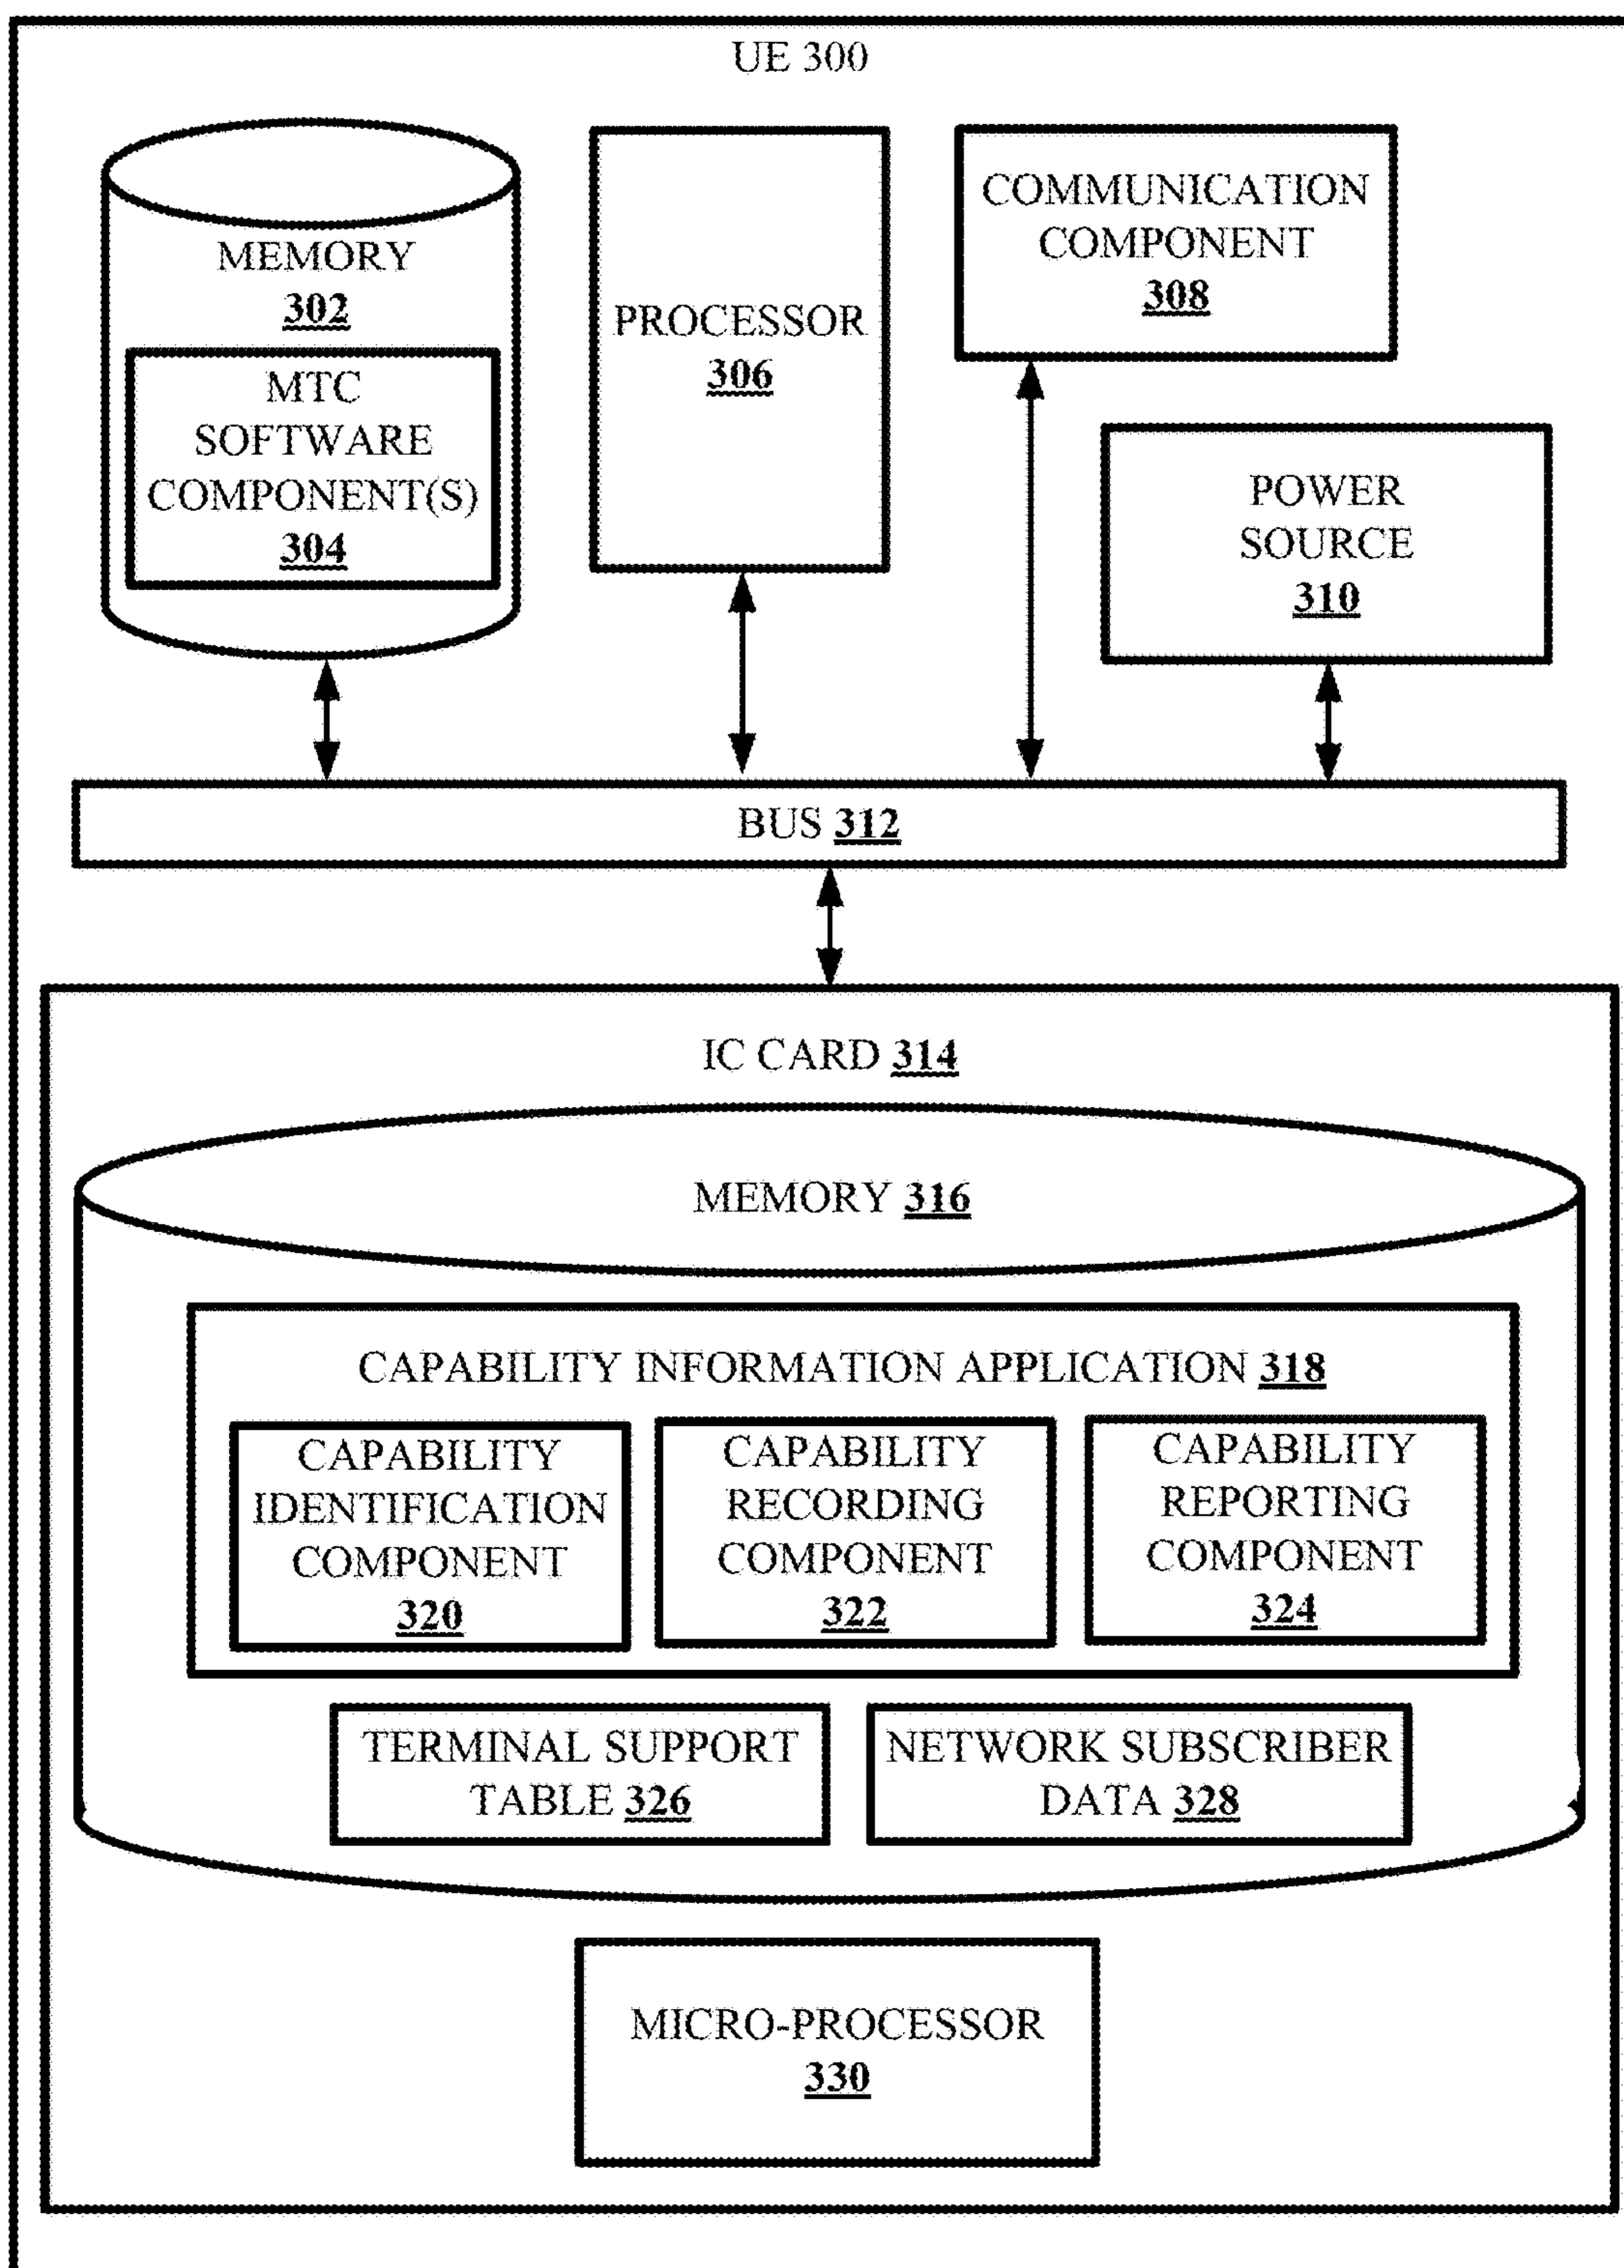 UE 300
MEMORY
302
MTC
SOFTWARE
COMPONENT(S)
304
PROCESSOR
306
COMMUNICATION
COMPONENT
308
POWER
SOURCE
310
BUS 312
IC CARD 314
MEMORY 316
CAPABILITY INFORMATION APPLICATION 318
CAPABILITY
IDENTIFICATION
COMPONENT
320
CAPABILITY
RECORDING
COMPONENT
322
CAPABILITY
REPORTING
COMPONENT
324
TERMINAL SUPPORT
TABLE 326
NETWORK SUBSCRIBER
DATA 328
MICRO-PROCESSOR
330